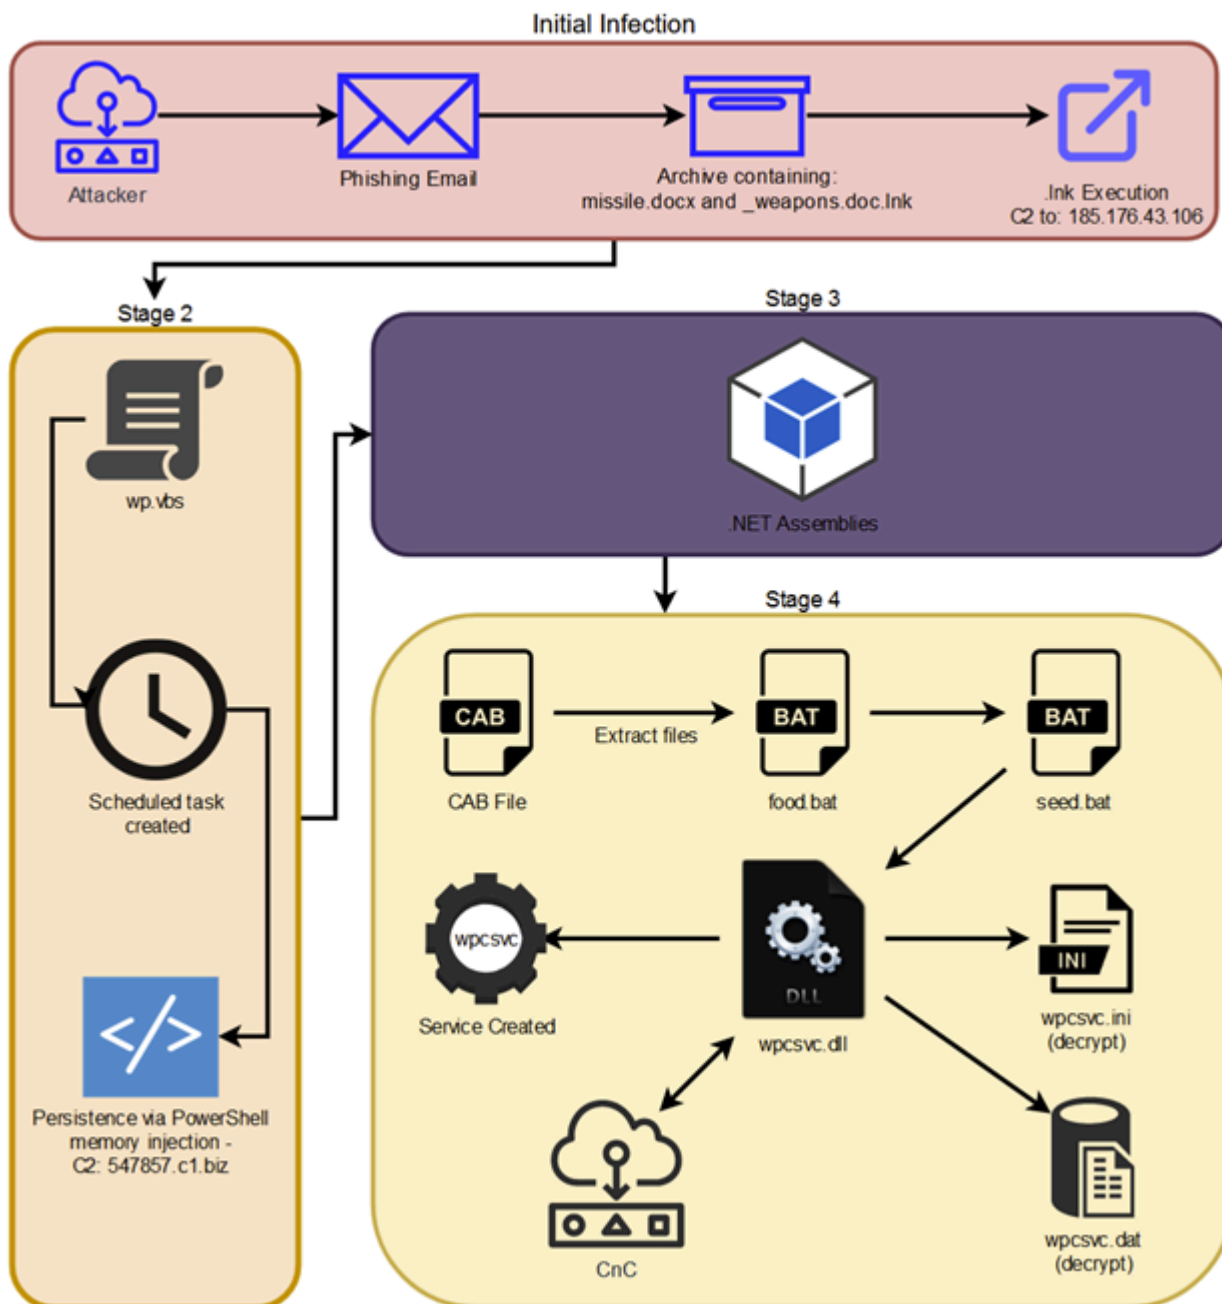 Initial Infection
Attacker
Phishing Email
Archive containing:
missile.docx and _weapons.doc.lnk
.lnk Execution
C2 to: 185.176.43.106
Stage 2
wp.vbs
Scheduled task
created
Persistence via PowerShell
memory injection -
C2: 547857.c1.biz
Stage 3
.NET Assemblies
Stage 4
CAB
CAB File
Extract files
BAT
food.bat
BAT
seed.bat
wpcsvc
Service Created
DLL
wpcsvc.dll
INI
wpcsvc.ini
(decrypt)
CnC
wpcsvc.dat
(decrypt)